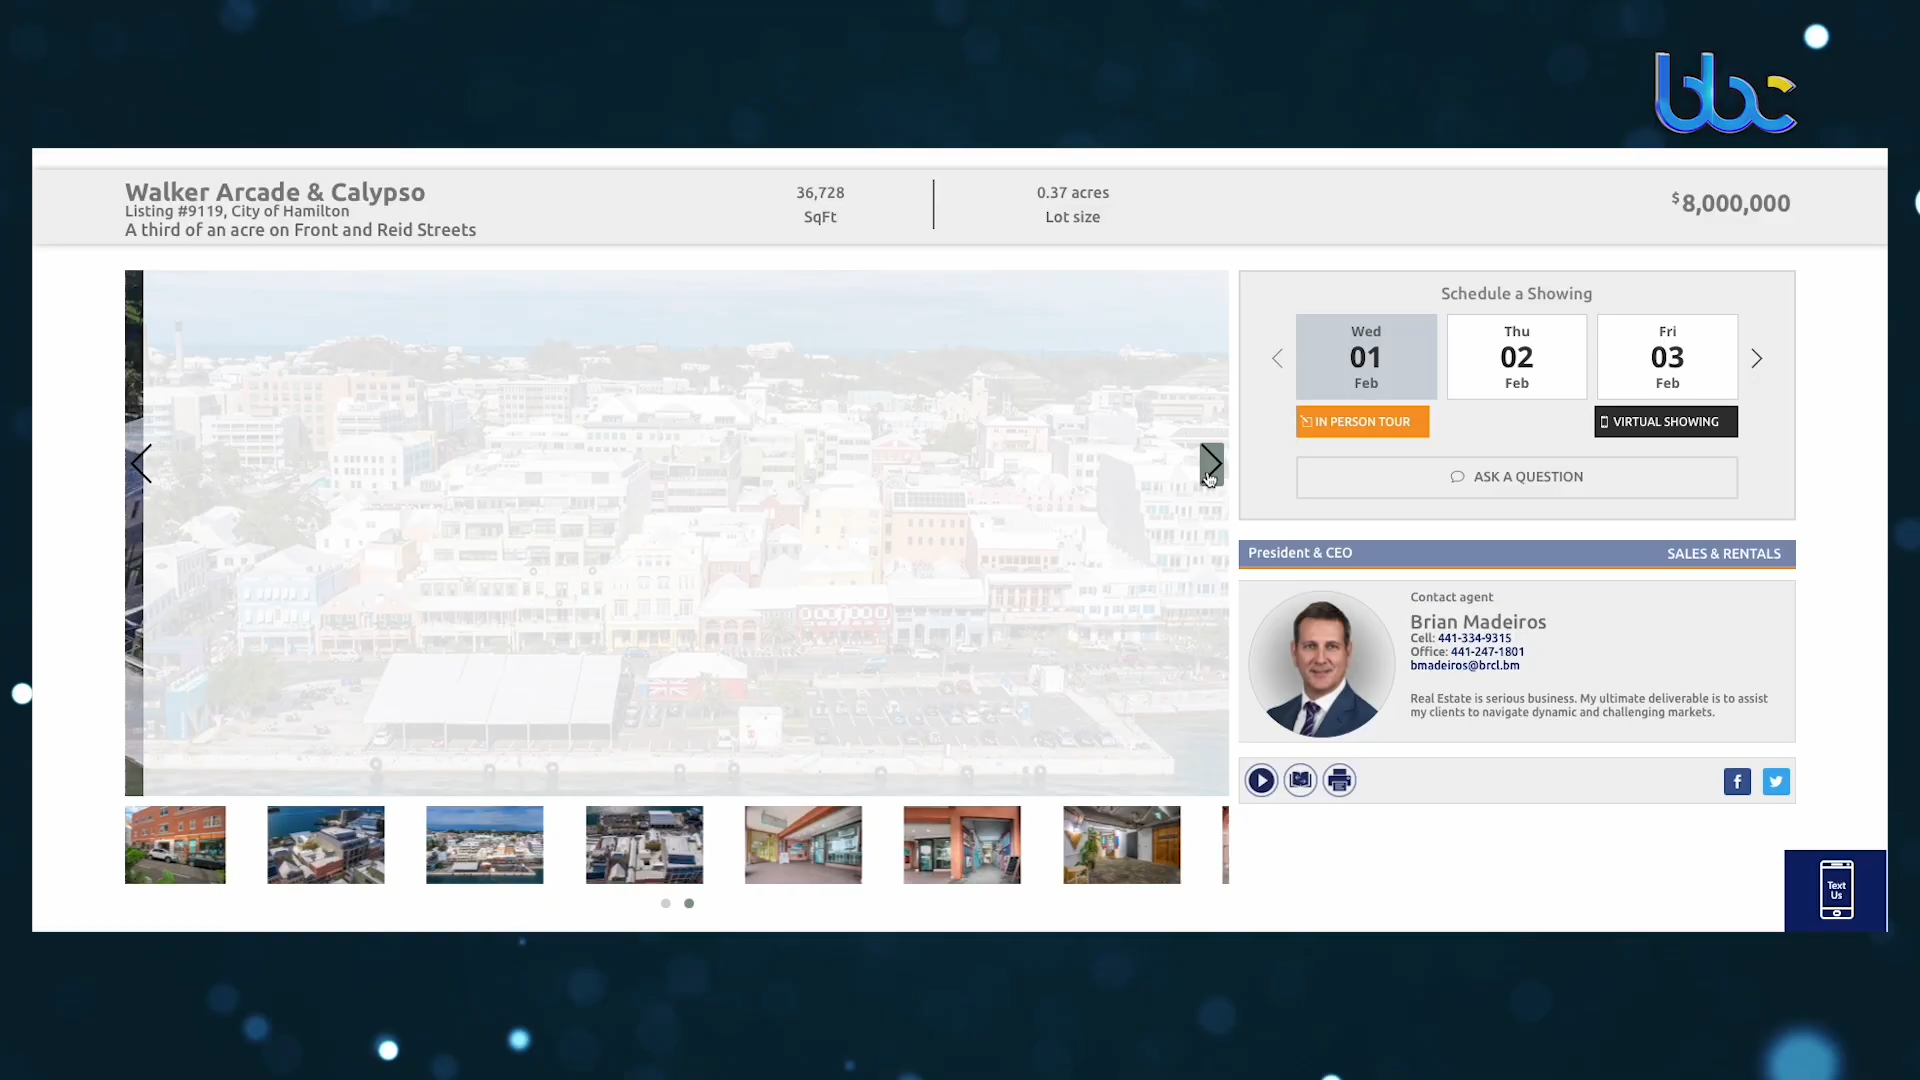 bbc
Walker Arcade & Calypso
Listing #9119, City of Hamilton
A third of an acre on Front and Reid Streets
36,728
SqFt
0.37 acres
Lot size
$8,000,000
Schedule a Showing
Wed
01
Feb
Thu
02
Feb
Fri
03
Feb
IN PERSON TOUR
VIRTUAL SHOWING
ASK A QUESTION
President & CEO
SALES & RENTALS
Contact agent
Brian Madeiros
Cell: 441-334-9315
Office: 441-247-1801
bmadeiros@brcl.bm
Real Estate is serious business. My ultimate deliverable is to assist
my clients to navigate dynamic and challenging markets.
Text
Us